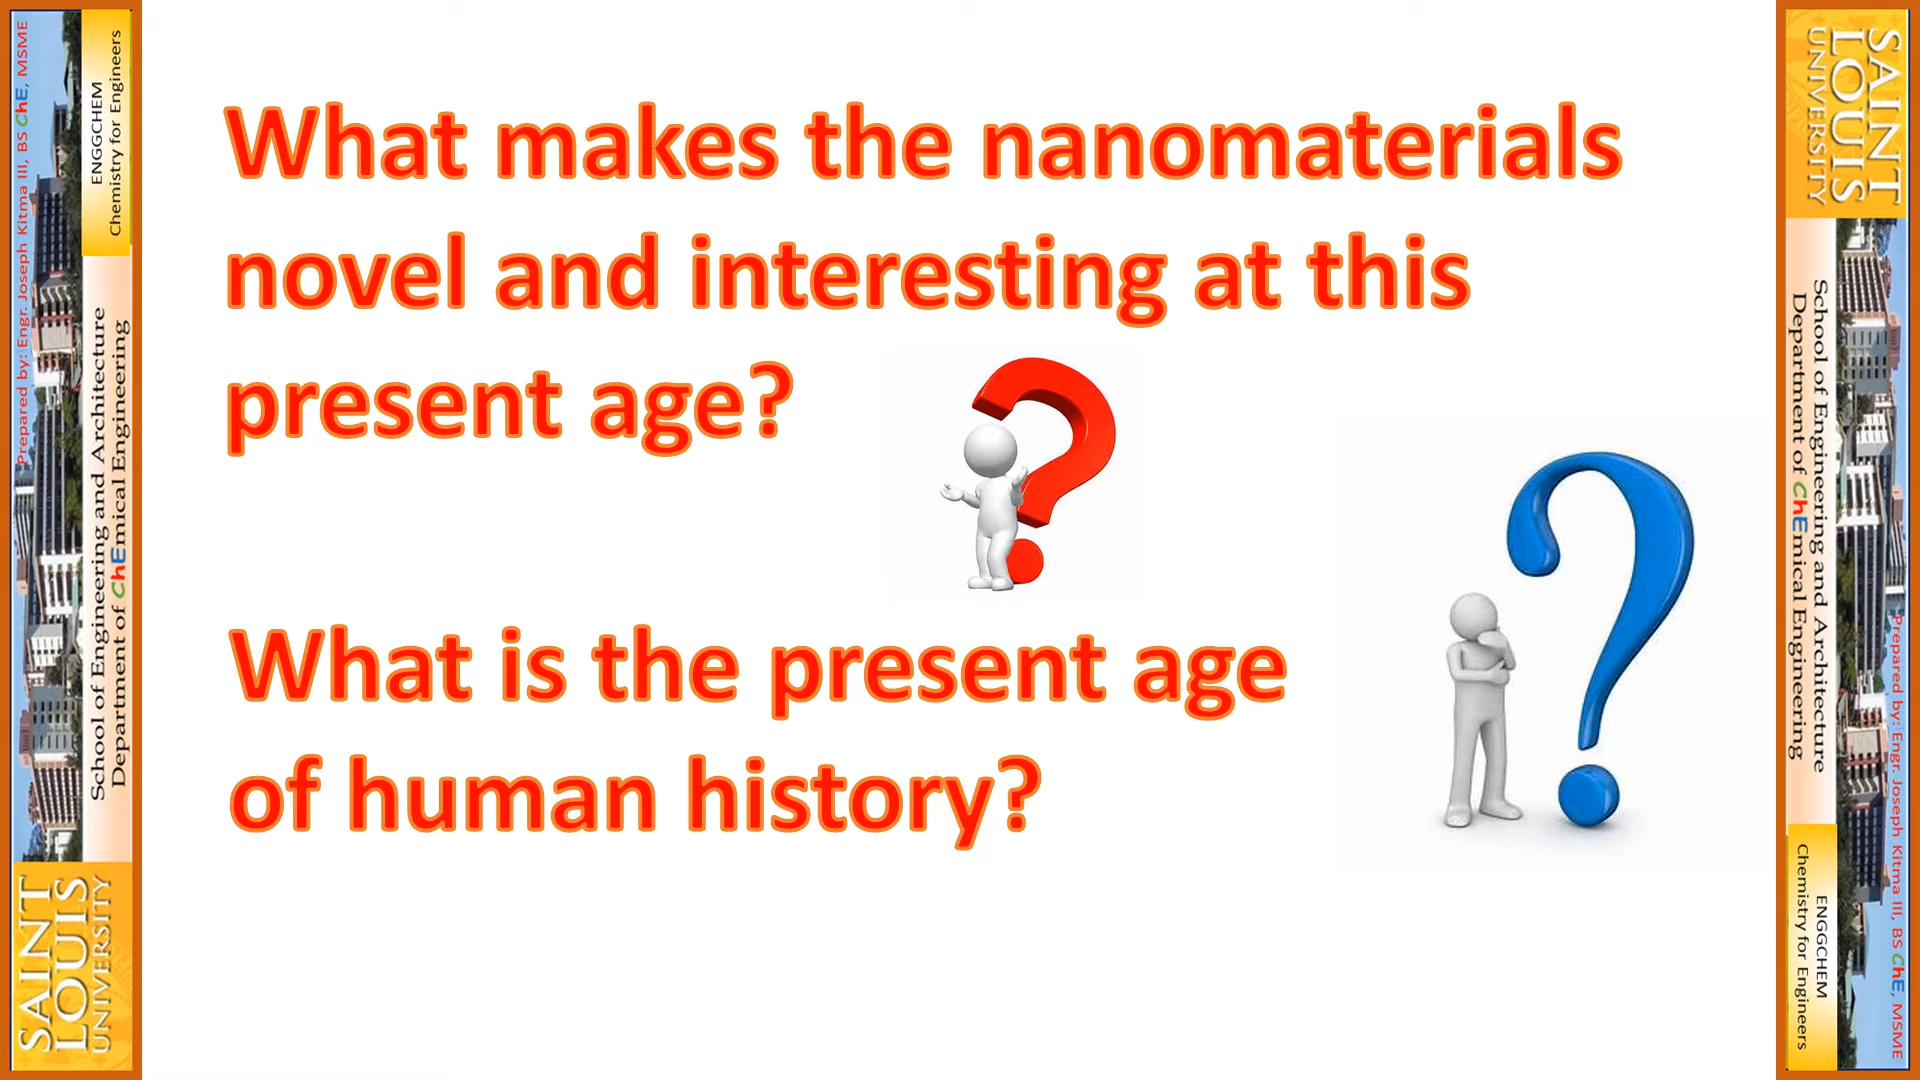 What makes the nanomaterials
novel and interesting at this
present age?
What is the present age
of human history?
Prepared by: Engr. Joseph Kitma III, BS ChE, MSME
ENGGCHEM
Chemistry for Engineers
School of Engineering and Architecture
Department of ChEmical Engineering
SAINT
LOUIS
UNIVERSITY
SAINT
LOUIS
UNIVERSITY
School of Engineering and Architecture
Department of ChEmical Engineering
ENGGCHEM
Chemistry for Engineers
Prepared by: Engr. Joseph Kitma III, BS ChE, MSME